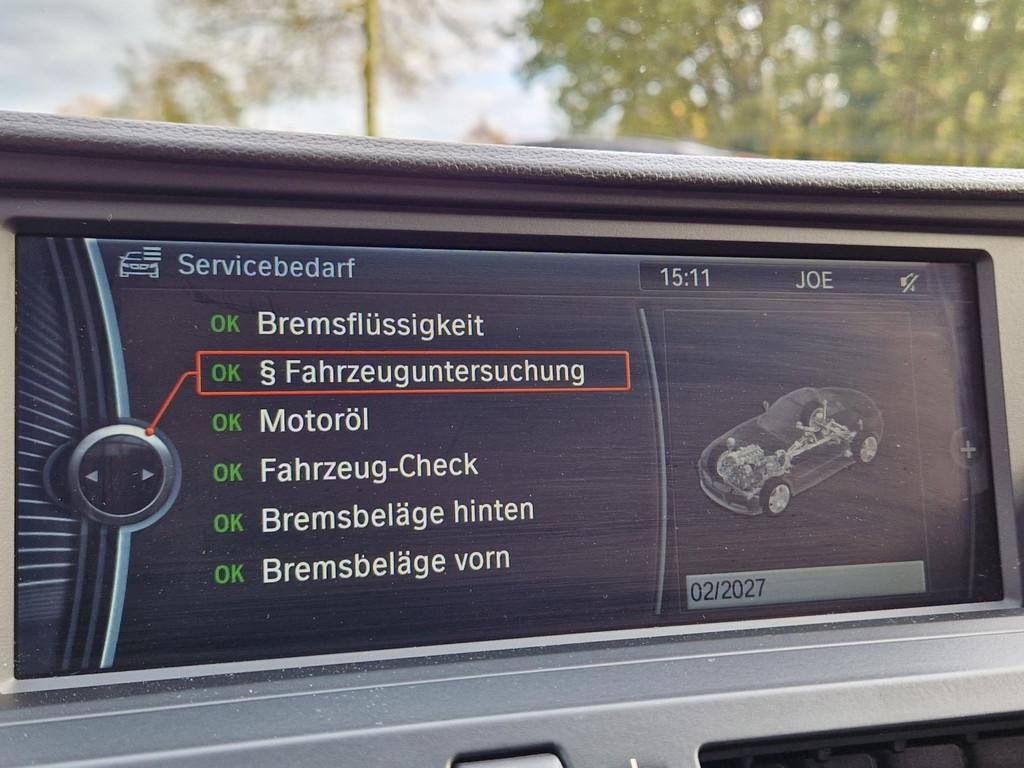 Servicebedarf
15:11 JOE
OK Bremsflüssigkeit
OK § Fahrzeuguntersuchung
OK Motoröl
OK Fahrzeug-Check
OK Bremsbeläge hinten
OK Bremsbeläge vorn
02/2027